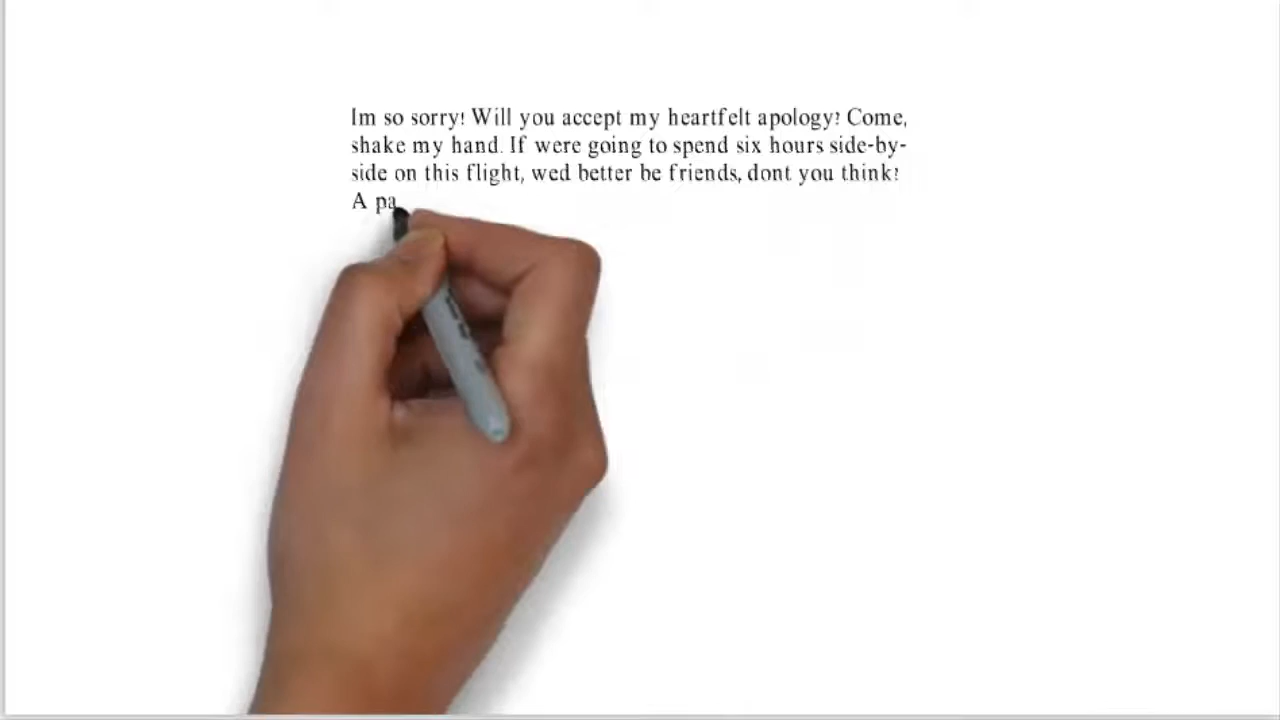 Im so sorry! Will you accept my heartfelt apology? Come,
shake my hand. If were going to spend six hours side-by-
side on this flight, wed better be friends, dont you think?
A pa